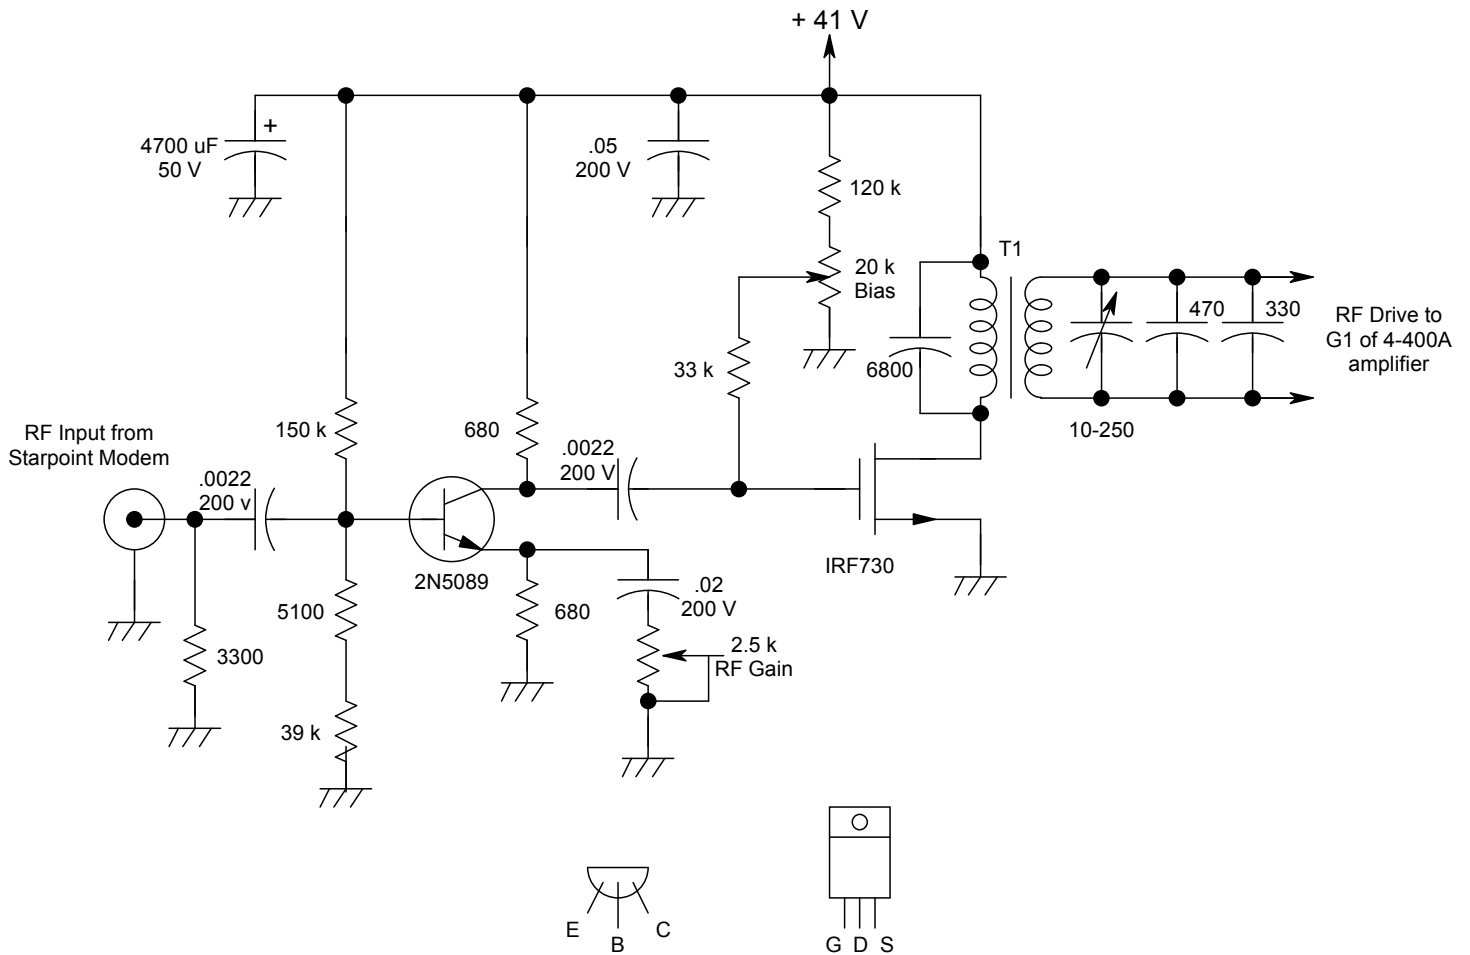 + 41 V
+
4700 uF
50 V
.05
200 V
120 k
20 k
Bias
T1
33 k
6800
470
330
RF Drive to
G1 of 4-400A
amplifier
10-250
RF Input from
Starpoint Modem
150 k
680
.0022
200 v
.0022
200 V
2N5089
IRF730
5100
680
.02
200 V
3300
2.5 k
RF Gain
39 k
E
B
C
G D S